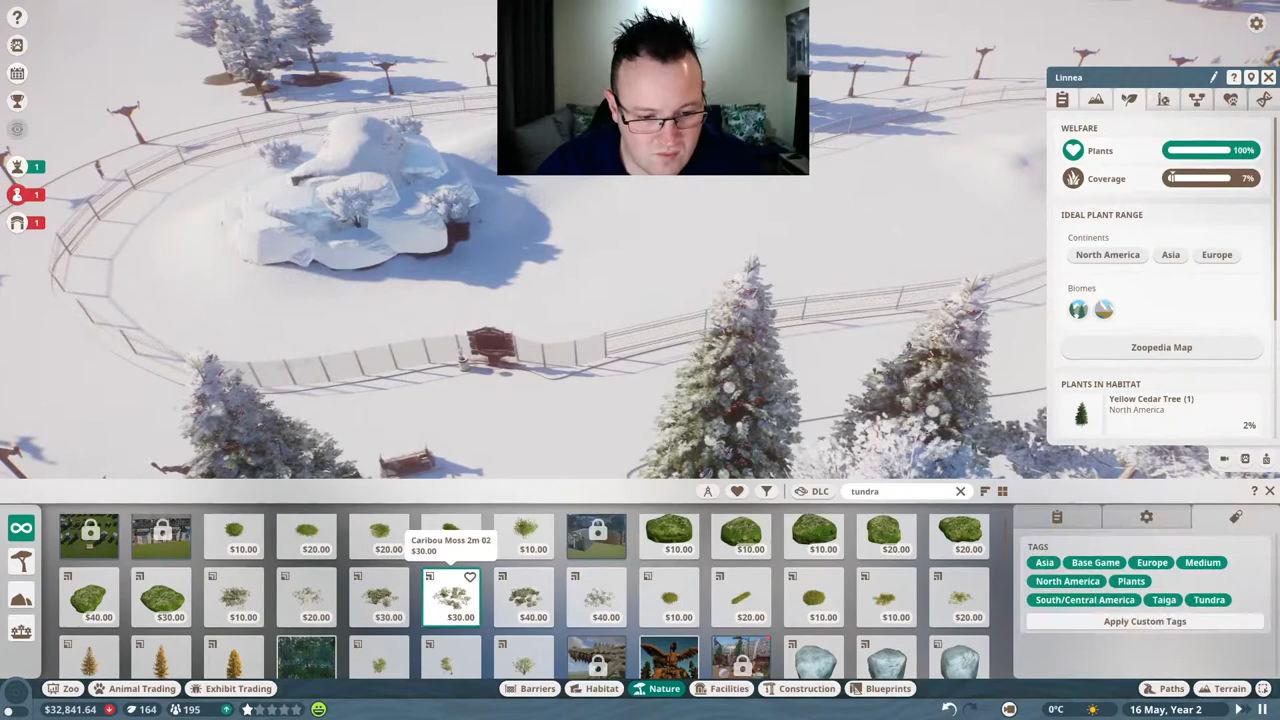 Linnea
WELFARE
Plants
100%
Coverage
7%
IDEAL PLANT RANGE
Continents
North America
Asia
Europe
Biomes
Zoopedia Map
PLANTS IN HABITAT
Yellow Cedar Tree (1)
North America
2%
1
1
1
DLC
tundra
$10.00
$20.00
$20.00
Caribou Moss 2m 02
$30.00
$10.00
$10.00
$10.00
$10.00
$20.00
$20.00
$40.00
$30.00
$10.00
$20.00
$30.00
$30.00
$40.00
$40.00
$10.00
$20.00
$10.00
$10.00
$20.00
TAGS
Asia
Base Game
Europe
Medium
North America
Plants
South/Central America
Taiga
Tundra
Apply Custom Tags
Zoo
Animal Trading
Exhibit Trading
Barriers
Habitat
Nature
Facilities
Construction
Blueprints
Paths
Terrain
$32,841.64
164
195
0°C
16 May, Year 2